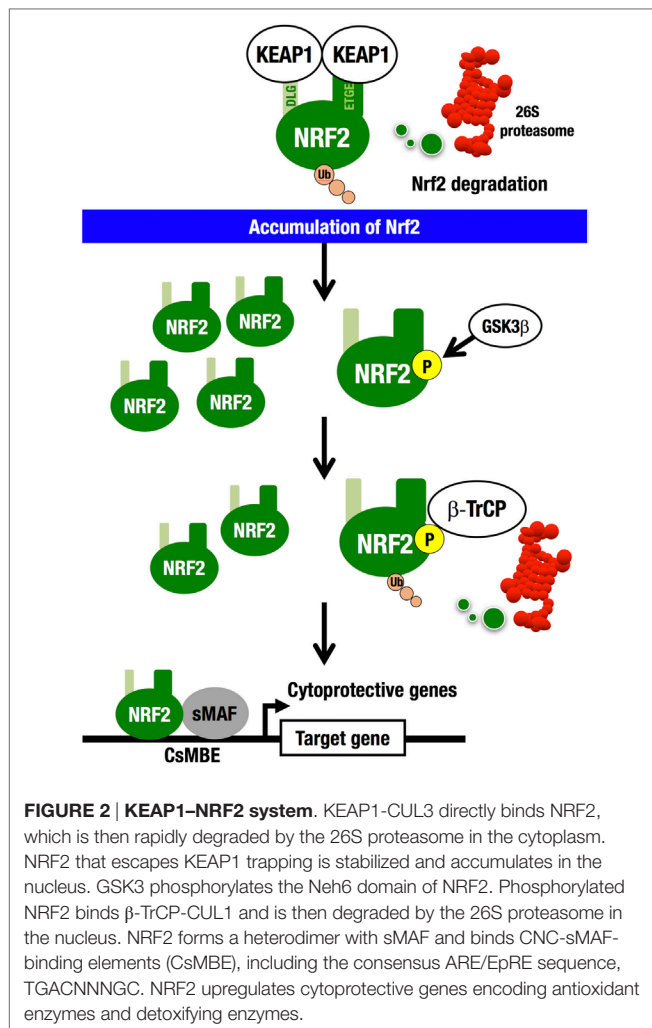 KEAP1 KEAP1
DLG ETGE
NRF2
Ub
26S
proteasome
Nrf2 degradation
Accumulation of Nrf2
NRF2 NRF2
NRF2 NRF2
NRF2 P
GSK3β
NRF2
NRF2
NRF2 P
β-TrCP
Ub
NRF2 sMAF
CsMBE
Cytoprotective genes
Target gene
FIGURE 2 | KEAP1–NRF2 system. KEAP1-CUL3 directly binds NRF2,
which is then rapidly degraded by the 26S proteasome in the cytoplasm.
NRF2 that escapes KEAP1 trapping is stabilized and accumulates in the
nucleus. GSK3 phosphorylates the Neh6 domain of NRF2. Phosphorylated
NRF2 binds β-TrCP-CUL1 and is then degraded by the 26S proteasome in
the nucleus. NRF2 forms a heterodimer with sMAF and binds CNC-sMAF-
binding elements (CsMBE), including the consensus ARE/EpRE sequence,
TGACNNNGC. NRF2 upregulates cytoprotective genes encoding antioxidant
enzymes and detoxifying enzymes.